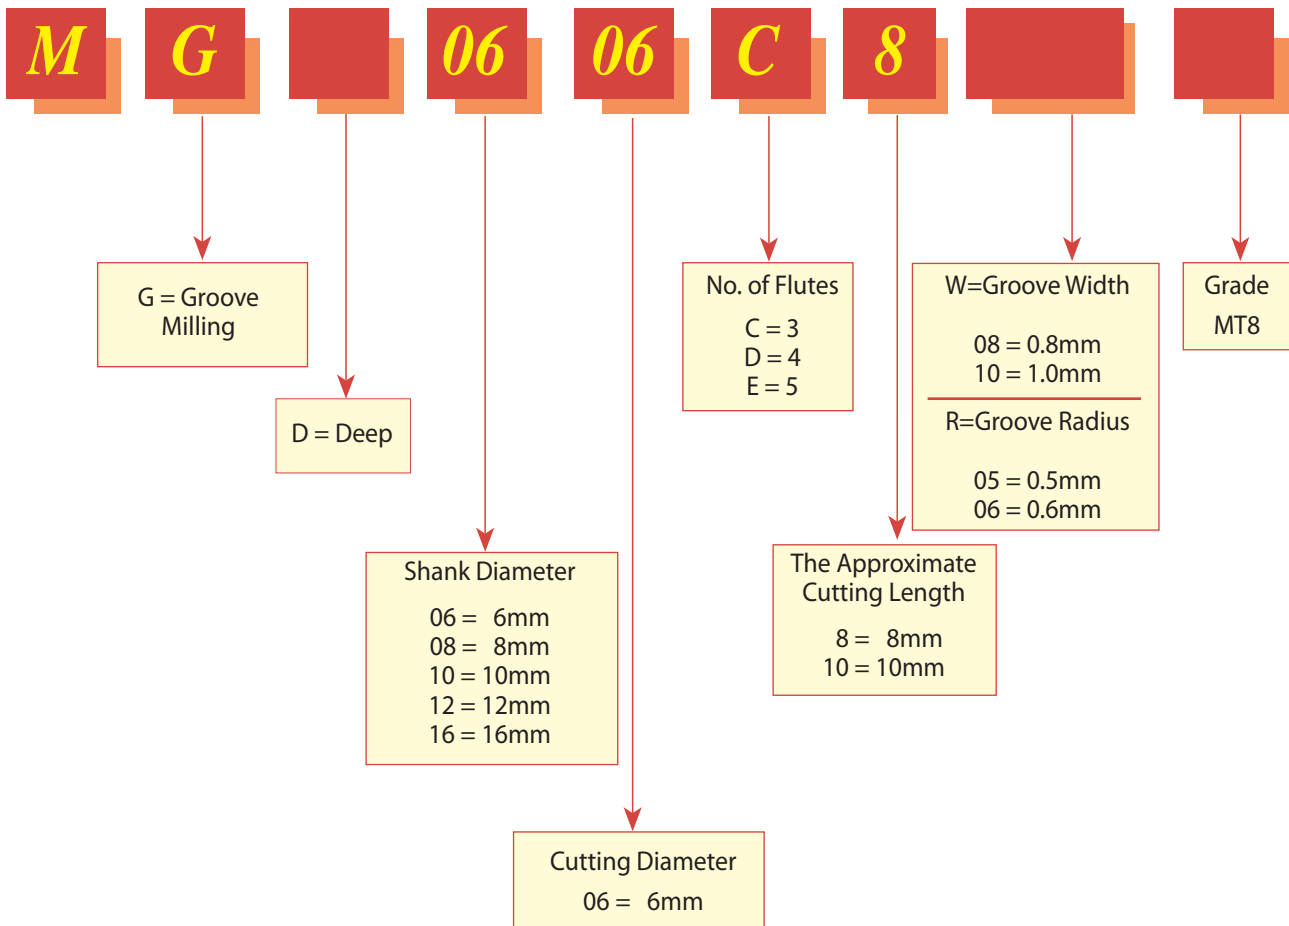 M G 06 06 C 8
G = Groove
Milling
D = Deep
Shank Diameter
06 = 6mm
08 = 8mm
10 = 10mm
12 = 12mm
16 = 16mm
Cutting Diameter
06 = 6mm
No. of Flutes
C = 3
D = 4
E = 5
The Approximate
Cutting Length
8 = 8mm
10 = 10mm
W=Groove Width
08 = 0.8mm
10 = 1.0mm
R=Groove Radius
05 = 0.5mm
06 = 0.6mm
Grade
MT8